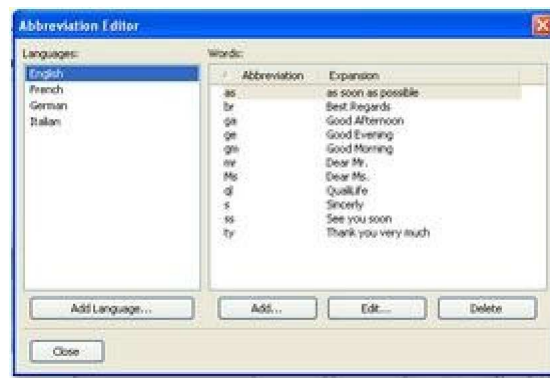 Abbreviation Editor
Languages:
English
French
German
Italian
Add Language...
Words:
Abbreviation Expansion
as as soon as possible
br Best Regards
ga Good Afternoon
ge Good Evening
gm Good Morning
mr Dear Mr.
Ms Dear Ms.
ql QualiLife
s Sincerly
ss See you soon
ty Thank you very much
Add... Edit... Delete
Close